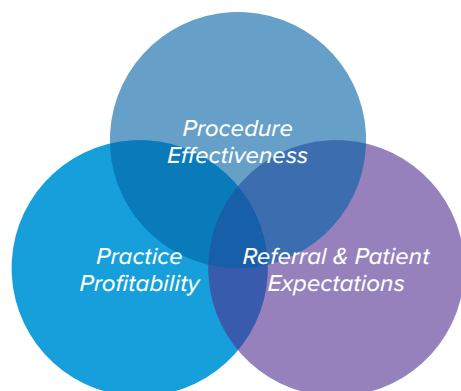 Procedure
Effectiveness
Practice
Profitability
Referral & Patient
Expectations